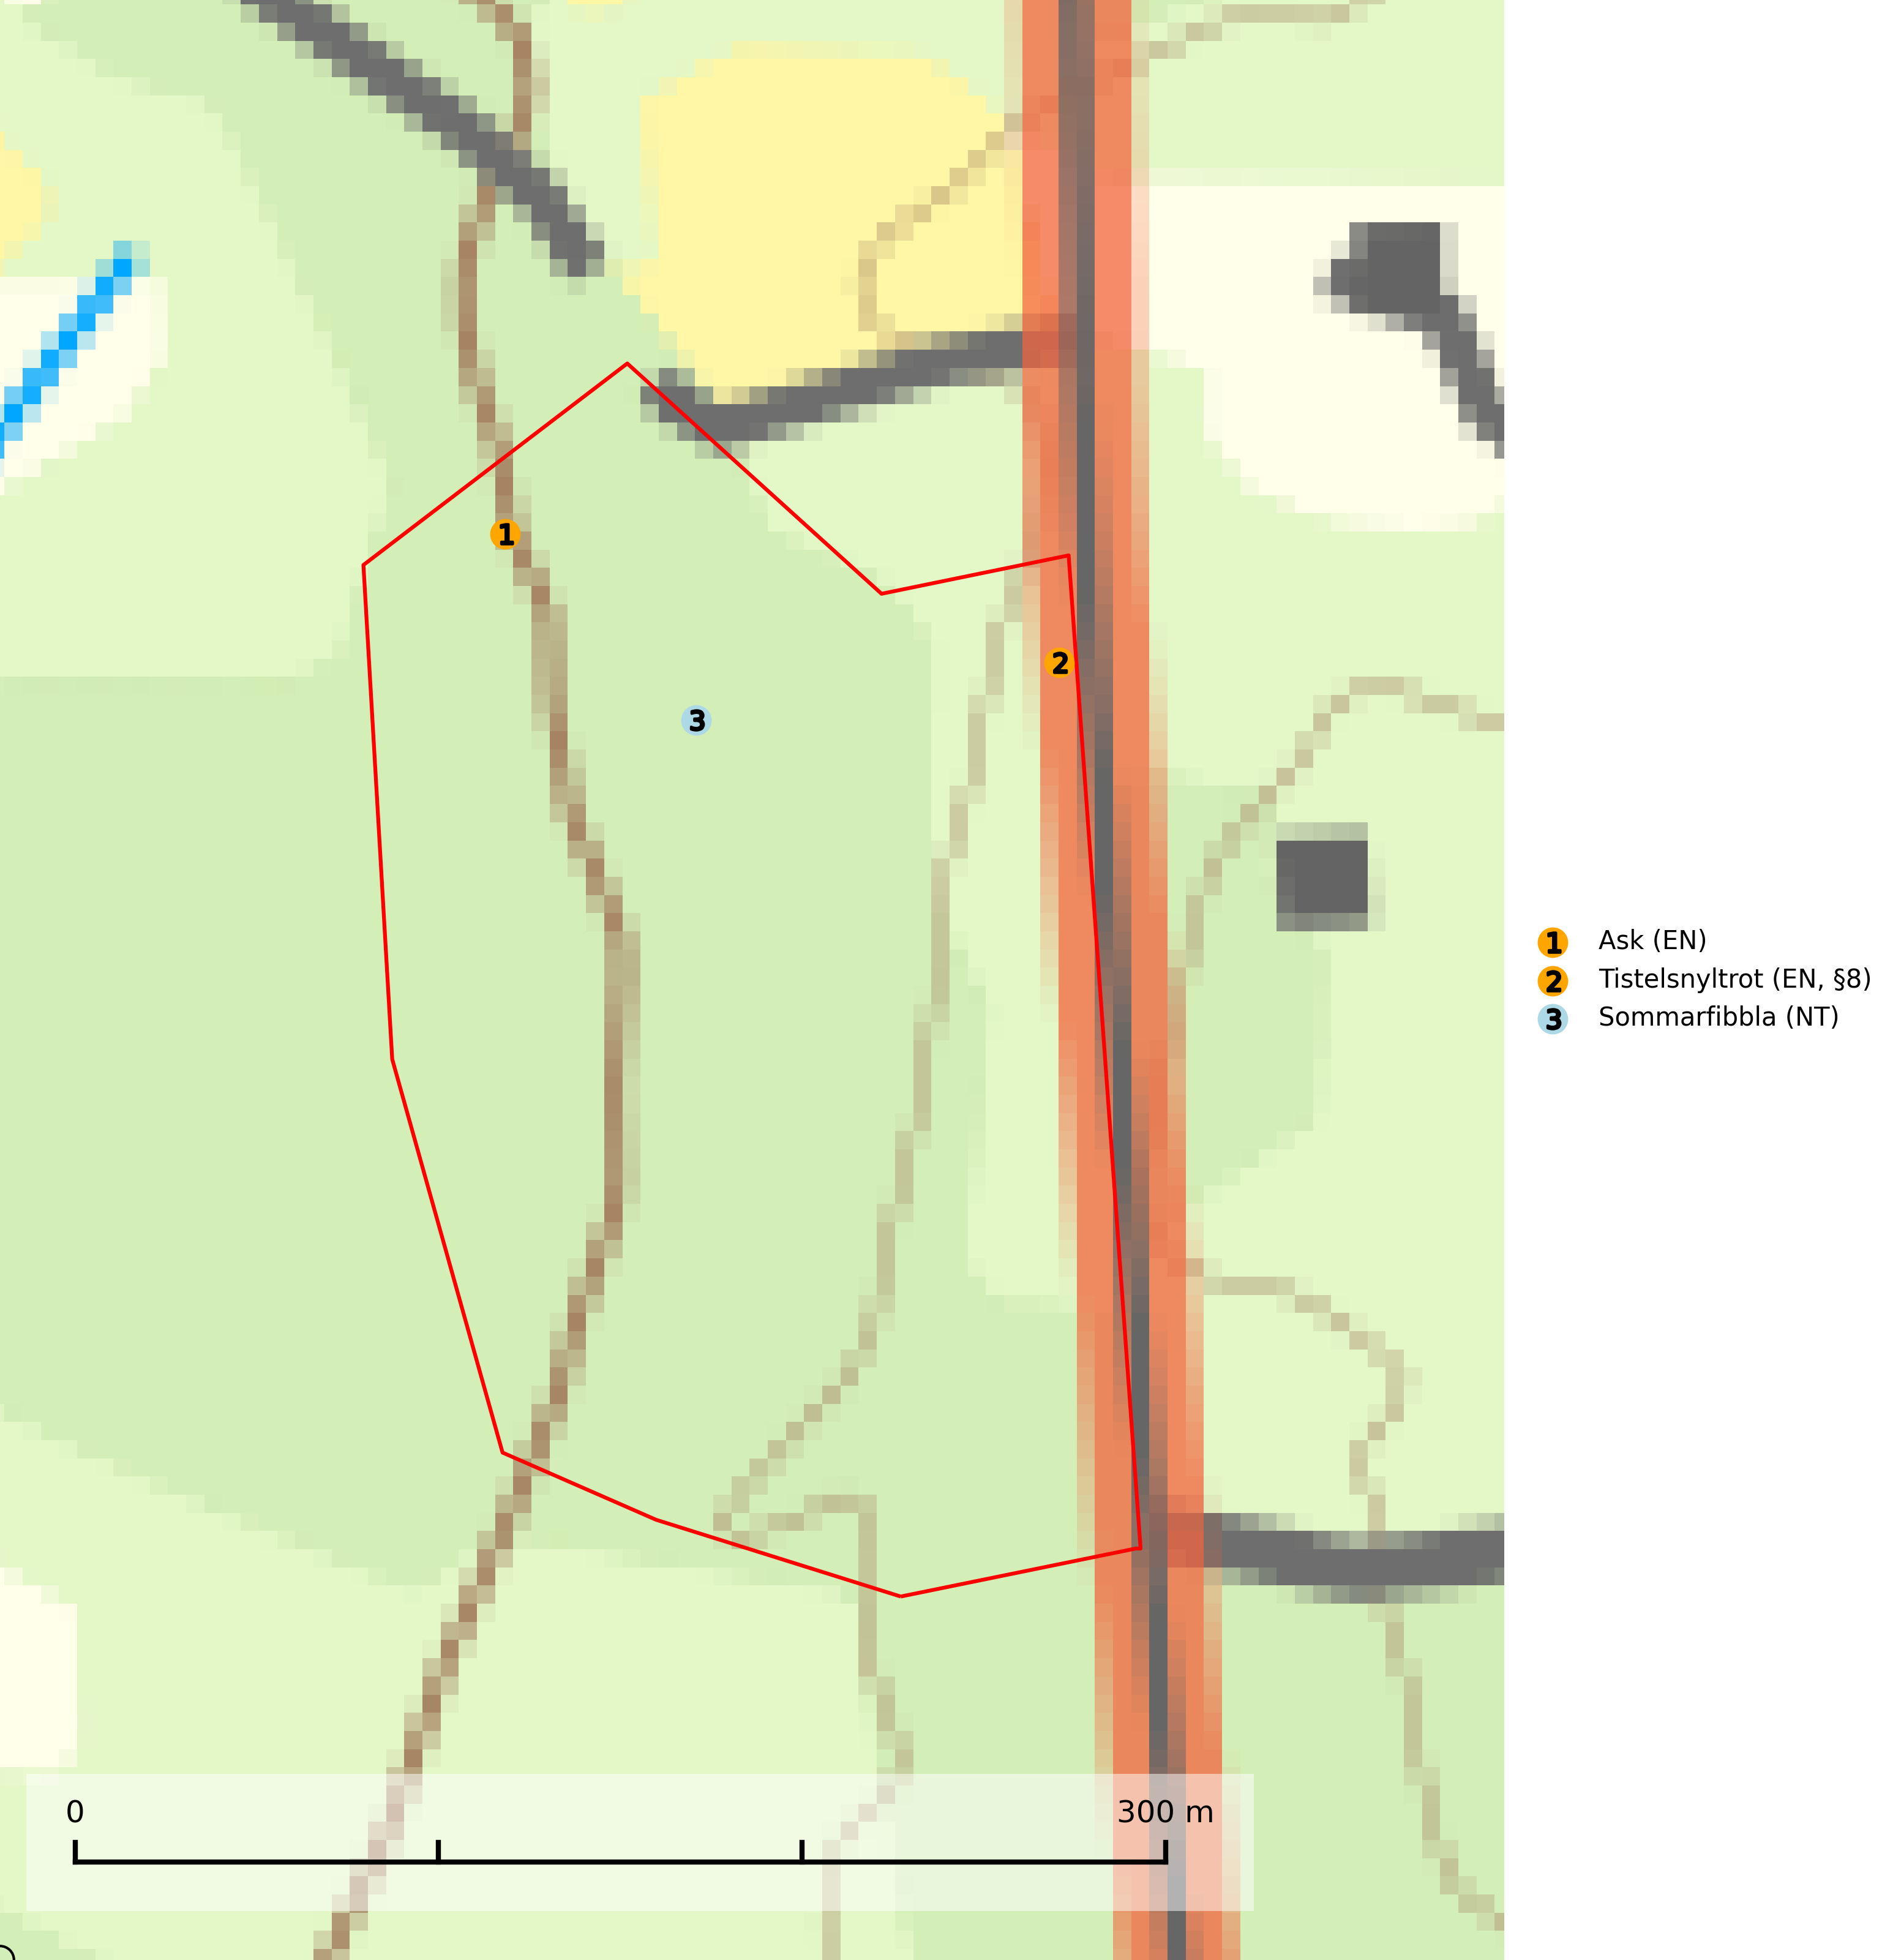 1
2
3
1 Ask (EN)
2 Tistelsnyltrot (EN, §8)
3 Sommarfibbla (NT)
0 300 m